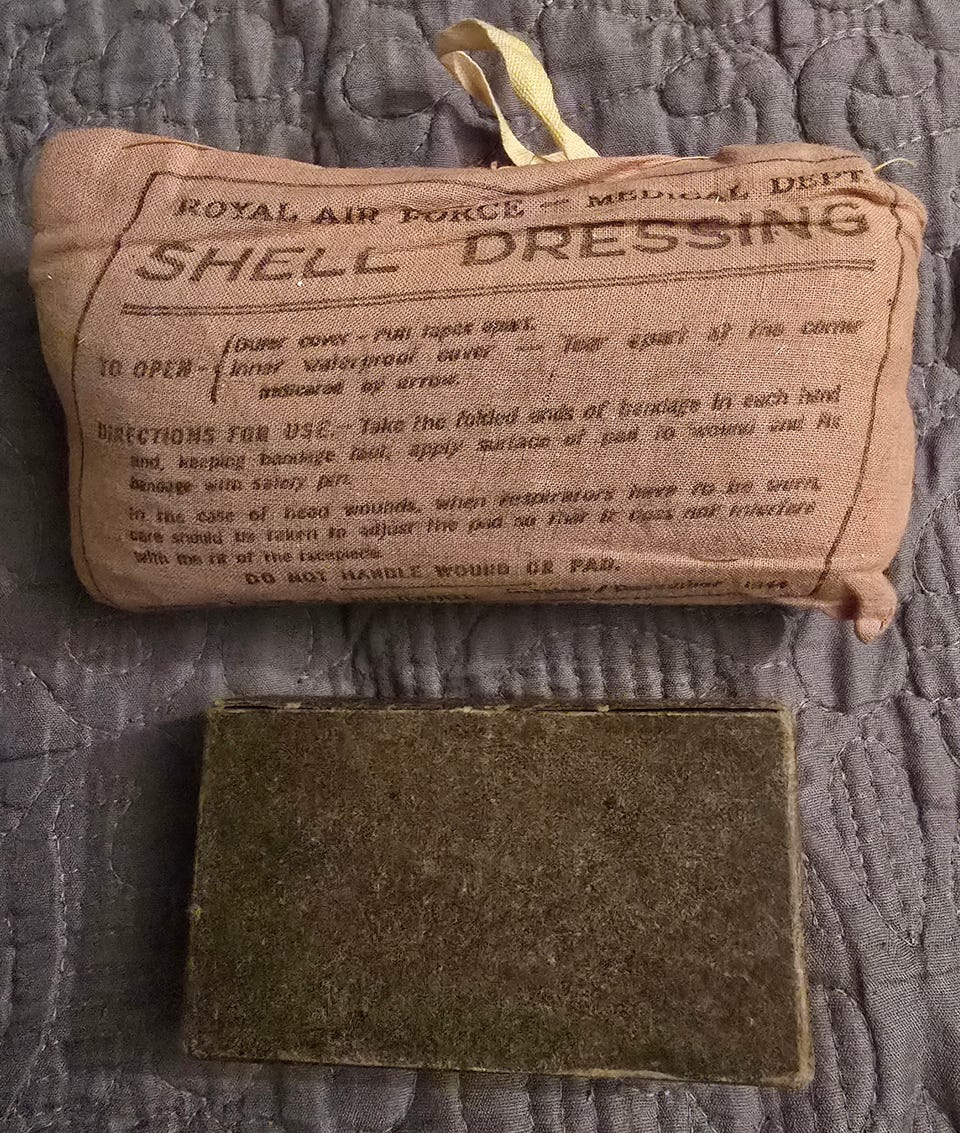 ROYAL AIR FORCE — MEDICAL DEPT.
SHELL DRESSING
TO OPEN - { Outer cover - Pull tapes apart.
Inner waterproof cover — Tear apart at the corner
indicated by arrow.
DIRECTIONS FOR USE. - Take the folded ends of bandage in each hand
and, keeping bandage taut, apply surface of pad to wound and fix
bandage with safety pin.
In the case of head wounds, when respirators have to be worn,
care should be taken to adjust the pad so that it does not interfere
with the fit of the facepiece.
DO NOT HANDLE WOUND OR PAD.